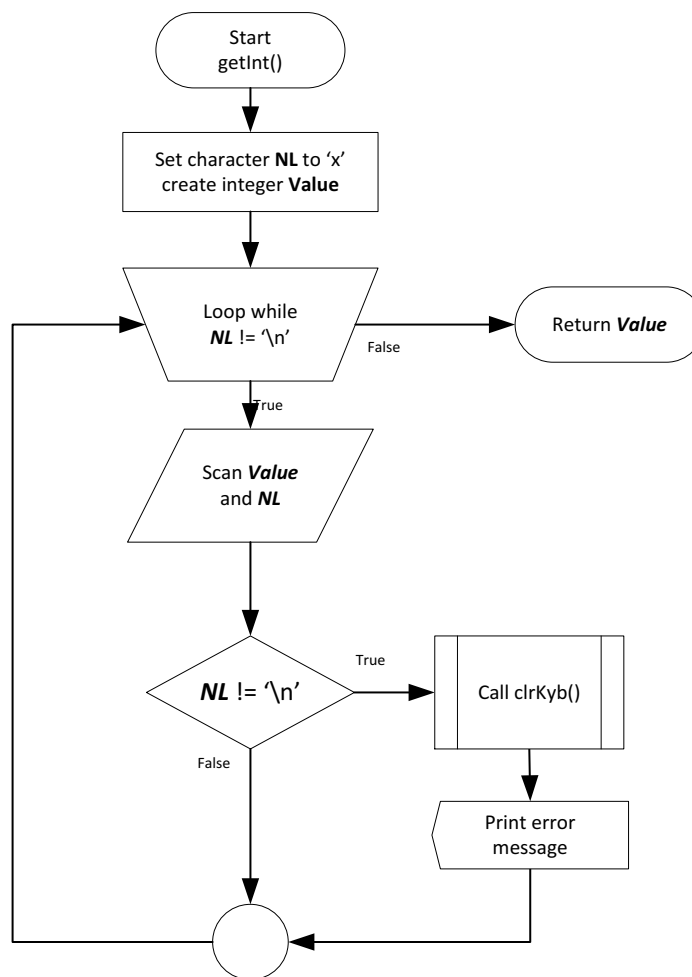 Start
getInt()
Set character NL to ‘x’
create integer Value
Loop while
NL != ‘\n’
False
Return Value
True
Scan Value
and NL
NL != ‘\n’
True
Call clrKyb()
False
Print error
message